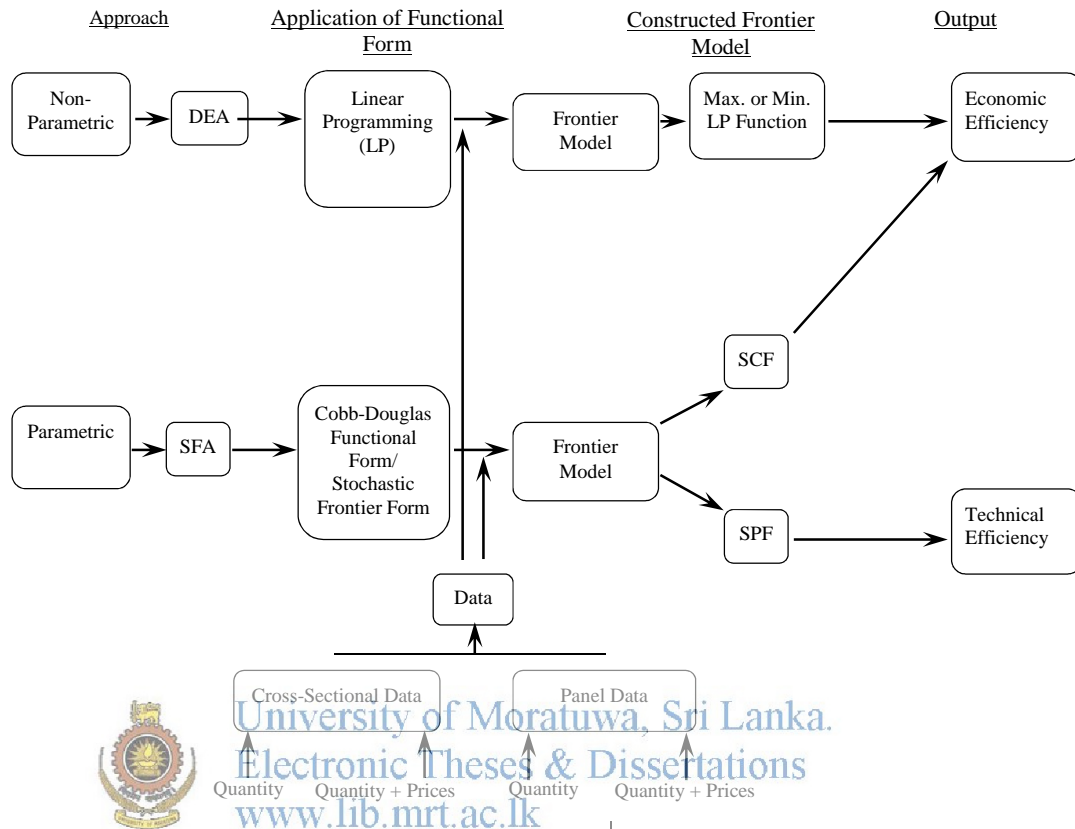 Approach
Application of Functional
Form
Constructed Frontier
Model
Output
Non-
Parametric
DEA
Linear
Programming
(LP)
Frontier
Model
Max. or Min.
LP Function
Economic
Efficiency
SCF
Parametric
SFA
Cobb-Douglas
Functional
Form/
Stochastic
Frontier Form
Frontier
Model
SPF
Technical
Efficiency
Data
Cross-Sectional Data
Panel Data
University of Moratuwa, Sri Lanka.
Electronic Theses & Dissertations
Quantity
Quantity + Prices
Quantity
Quantity + Prices
www.lib.mrt.ac.lk